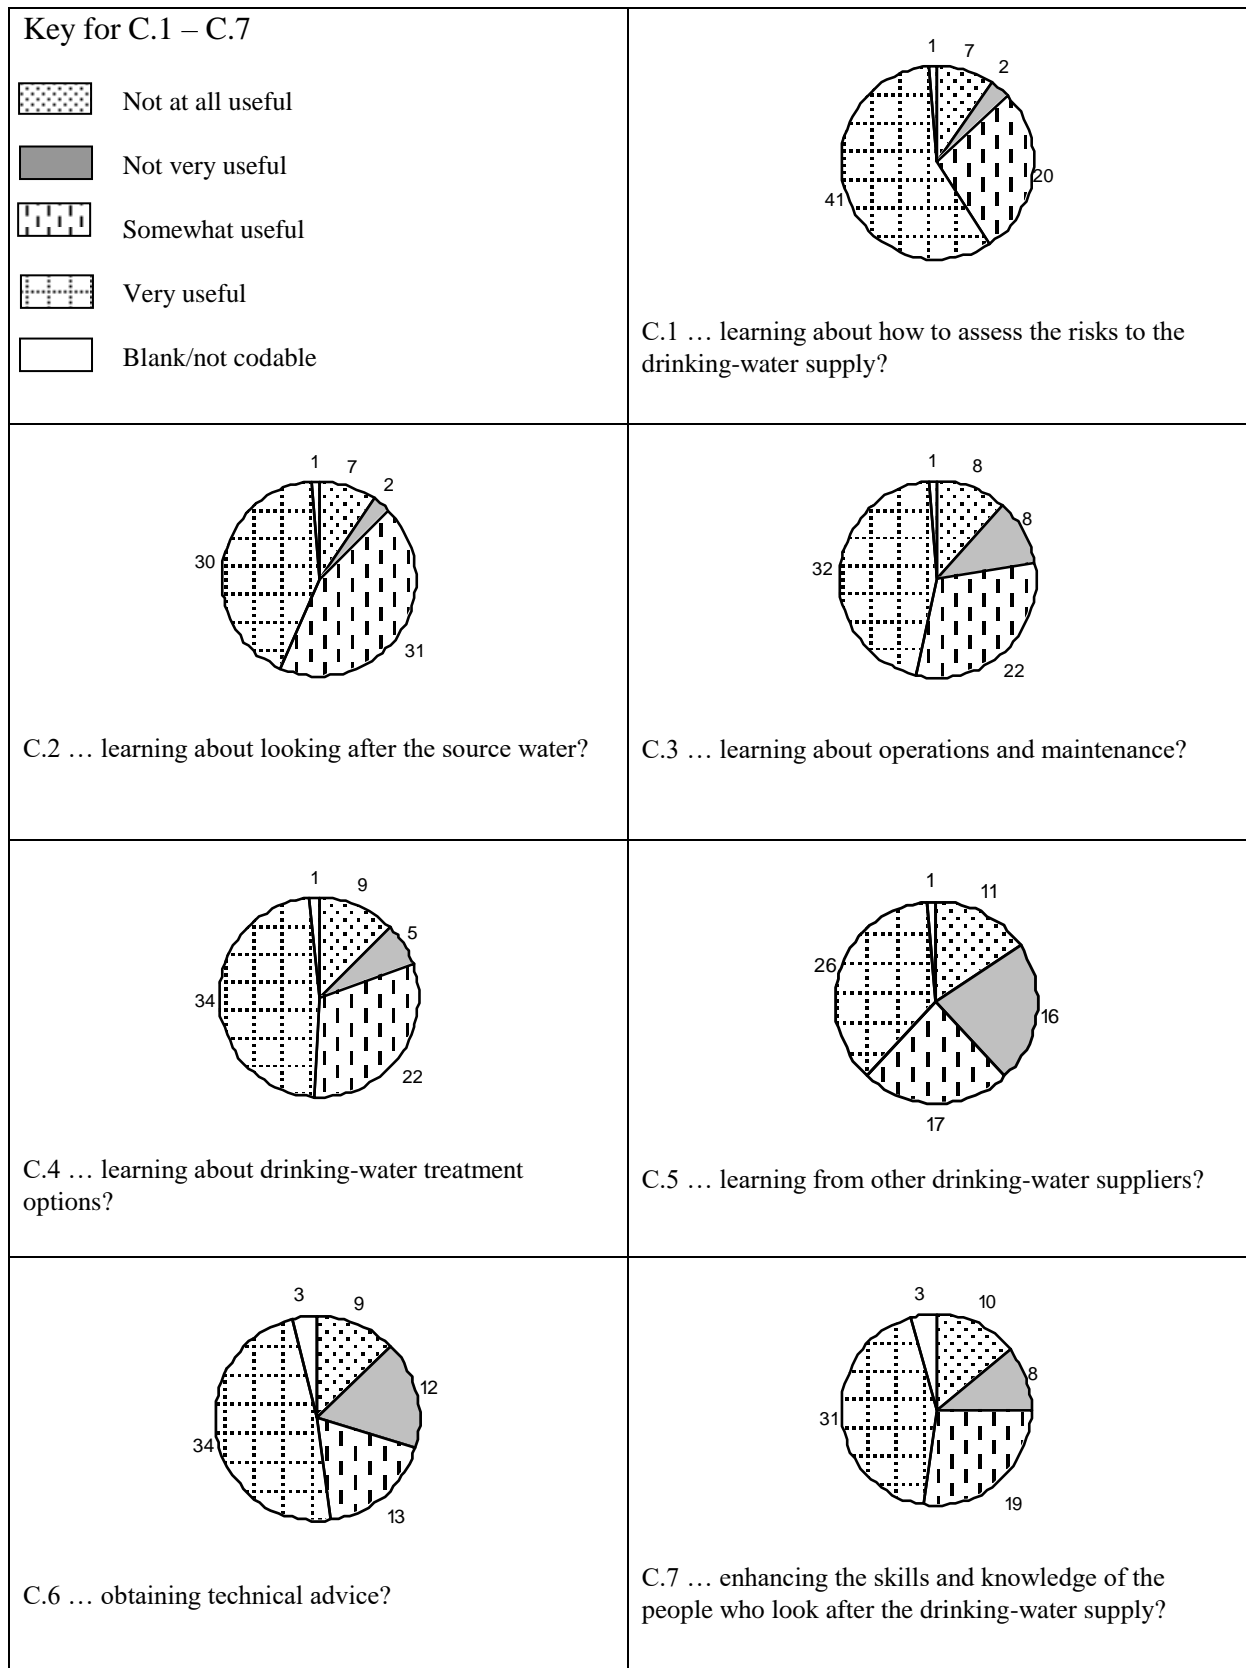 Key for C.1 – C.7
Not at all useful
Not very useful
Somewhat useful
Very useful
Blank/not codable
1
7
2
20
41
C.1 … learning about how to assess the risks to the
drinking-water supply?
1
7
2
31
30
C.2 … learning about looking after the source water?
1
8
8
22
32
C.3 … learning about operations and maintenance?
1
9
5
22
34
C.4 … learning about drinking-water treatment
options?
1
11
16
17
26
C.5 … learning from other drinking-water suppliers?
3
9
12
13
34
C.6 … obtaining technical advice?
3
10
8
19
31
C.7 … enhancing the skills and knowledge of the
people who look after the drinking-water supply?